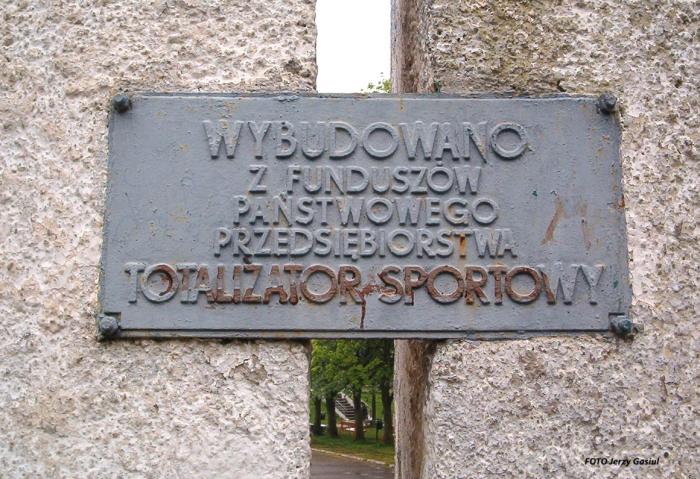 WYBUDOWANO
Z FUNDUSZÓW
PAŃSTWOWEGO
PRZEDSIĘBIORSTWA
TOTALIZATOR SPORTOWY
FOTO Jerzy Gasiul